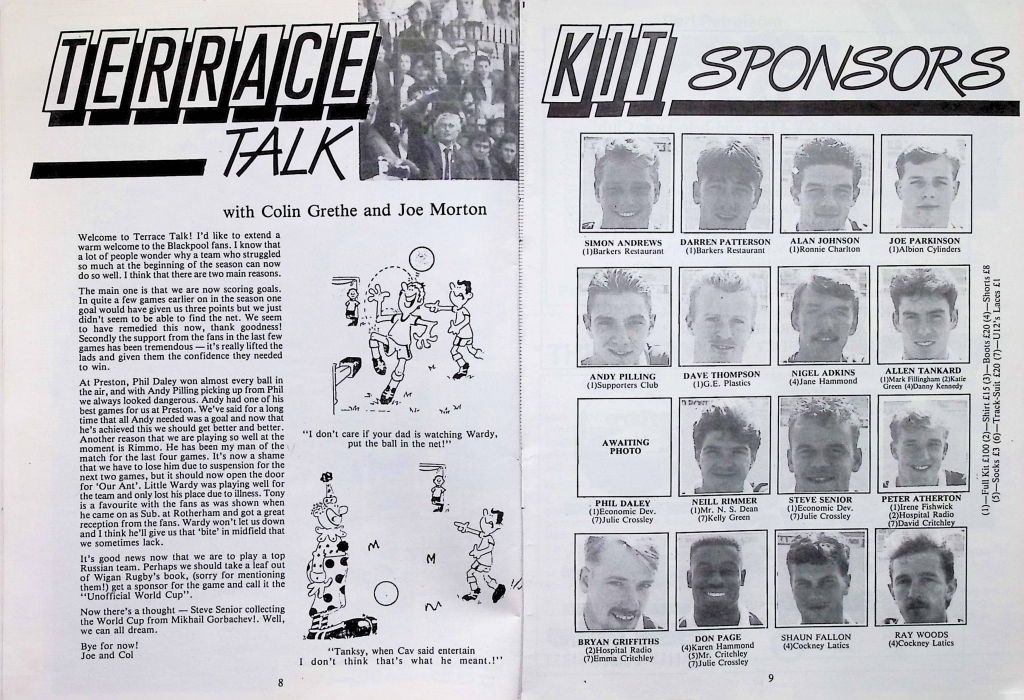 TERRACE
TALK
with Colin Grethe and Joe Morton
Welcome to Terrace Talk! I'd like to extend a
warm welcome to the Blackpool fans. I know that
a lot of people wonder why a team who struggled
so much at the beginning of the season can now
do so well. I think that there are two main reasons.
The main one is that we are now scoring goals.
In quite a few games earlier on in the season one
goal would have given us three points but we just
didn't seem to be able to find the net. We seem
to have remedied this now, thank goodness!
Secondly the support from the fans in the last few
games has been tremendous — it's really lifted the
lads and given them the confidence they needed
to win.
At Preston, Phil Daley won almost every ball in
the air, and with Andy Pilling picking up from Phil
we always looked dangerous. Andy had one of his
best games for us at Preston. We've said for a long
time that all Andy needed was a goal and now that
he's achieved this we should get better and better.
Another reason that we are playing so well at the
moment is Rimmo. He has been my man of the
match for the last four games. It's now a shame
that we have to lose him due to suspension for the
next two games, but it should now open the door
for 'Our Ant'. Little Wardy was playing well for
the team and only lost his place due to illness. Tony
is a favourite with the fans as was shown when
he came on as Sub. at Rotherham and got a great
reception from the fans. Wardy won't let us down
and I think he'll give us that 'bite' in midfield that
we sometimes lack.
It's good news now that we are to play a top
Russian team. Perhaps we should take a leaf out
of Wigan Rugby's book, (sorry for mentioning
them!) get a sponsor for the game and call it the
"Unofficial World Cup".
Now there's a thought — Steve Senior collecting
the World Cup from Mikhail Gorbachev!. Well,
we can all dream.
Bye for now!
Joe and Col
"I don't care if your dad is watching Wardy,
put the ball in the net!"
"Tanksy, when Cav said entertain
I don't think that's what he meant.!"
8
KIT SPONSORS
SIMON ANDREWS
(1)Barkers Restaurant
DARREN PATTERSON
(1)Barkers Restaurant
ALAN JOHNSON
(1)Ronnie Charlton
JOE PARKINSON
(1)Albion Cylinders
ANDY PILLING
(1)Supporters Club
DAVE THOMPSON
(1)G.E. Plastics
NIGEL ADKINS
(4)Jane Hammond
ALLEN TANKARD
(1)Mark Fillingham (2)Katie
Green (4)Danny Kennedy
AWAITING
PHOTO
PHIL DALEY
(1)Economic Dev.
(7)Julie Crossley
NEILL RIMMER
(1)Mr. N. S. Dean
(7)Kelly Green
STEVE SENIOR
(1)Economic Dev.
(7)Julie Crossley
PETER ATHERTON
(1)Irene Fishwick
(2)Hospital Radio
(7)David Critchley
BRYAN GRIFFITHS
(2)Hospital Radio
(7)Emma Critchley
DON PAGE
(4)Karen Hammond
(5)Mr. Critchley
(7)Julie Crossley
SHAUN FALLON
(4)Cockney Latics
RAY WOODS
(4)Cockney Latics
(1)—Full Kit £100 (2)—Shirt £15 (3)—Boots £20 (4)—Shorts £8
(5)—Socks £3 (6)—Track-Suit £20 (7)—U12's Laces £1
9